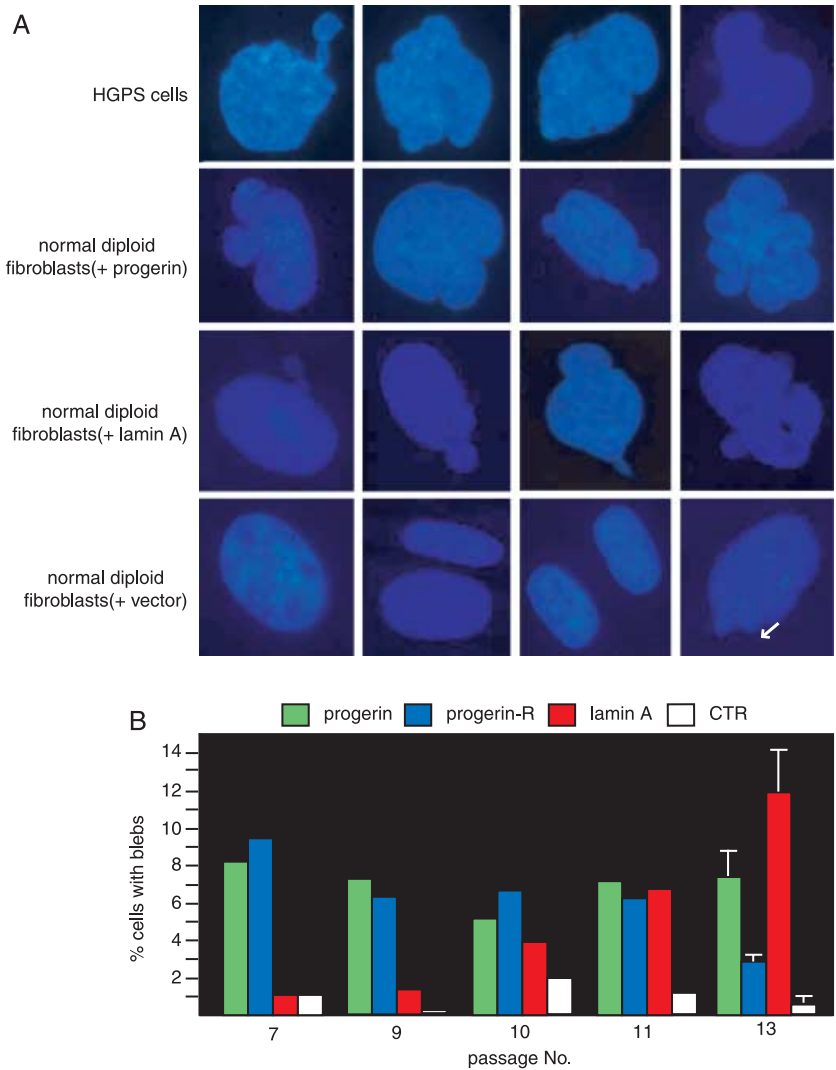 A
HGPS cells
normal diploid
fibroblasts(+ progerin)
normal diploid
fibroblasts(+ lamin A)
normal diploid
fibroblasts(+ vector)
B
progerin
progerin-R
lamin A
CTR
% cells with blebs
14
12
10
8
6
4
2
7
9
10
11
13
passage No.